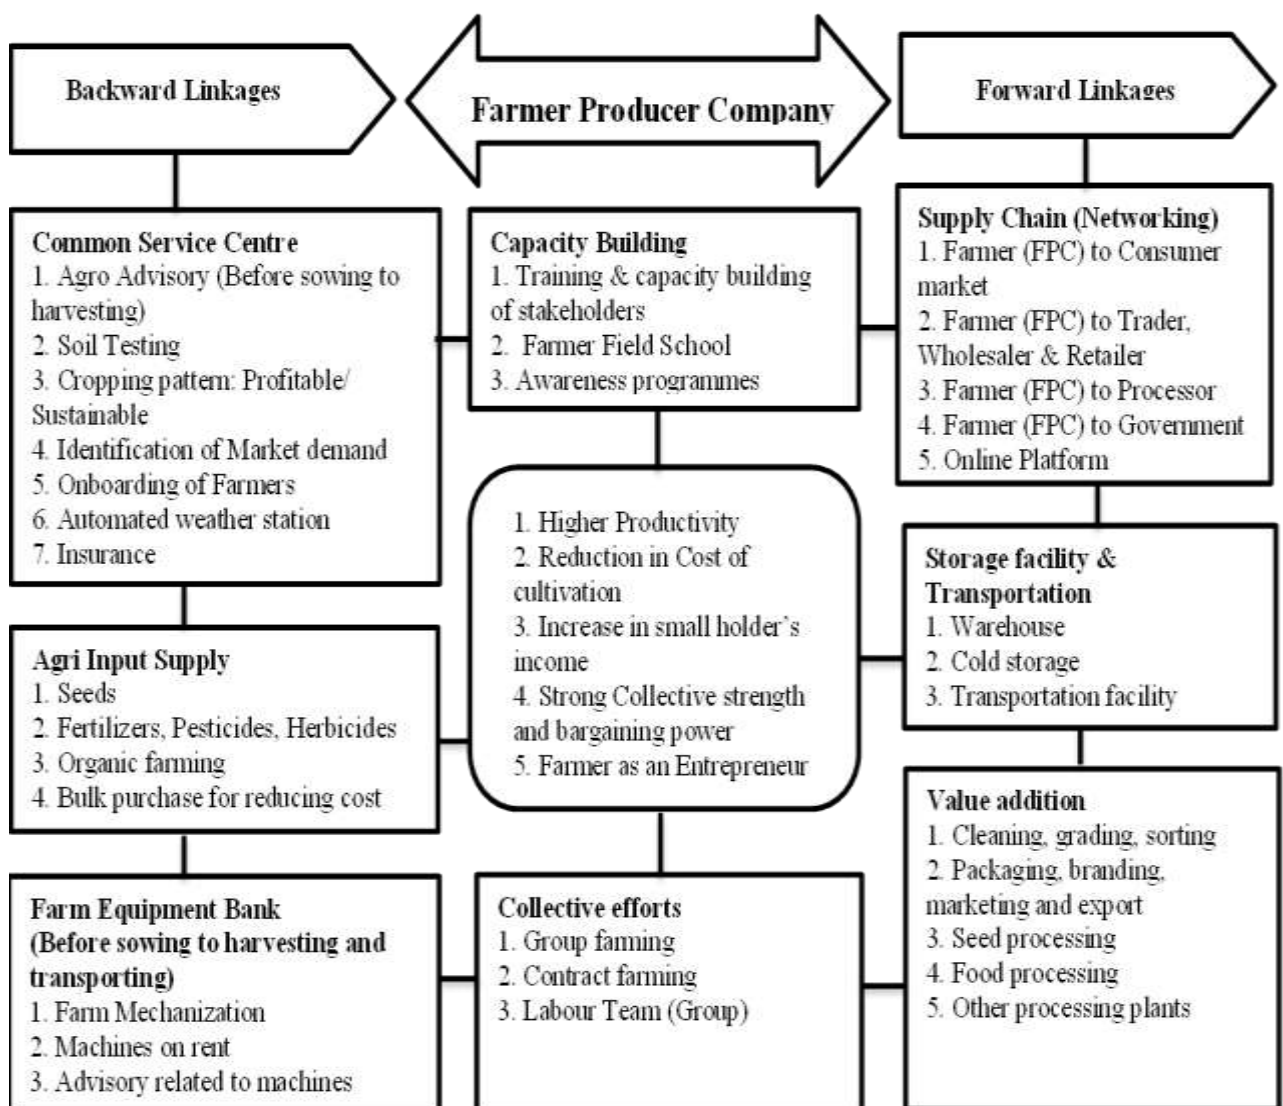 Backward Linkages
Farmer Producer Company
Forward Linkages
Common Service Centre
1. Agro Advisory (Before sowing to
harvesting)
2. Soil Testing
3. Cropping pattern: Profitable/
Sustainable
4. Identification of Market demand
5. Onboarding of Farmers
6. Automated weather station
7. Insurance
Agri Input Supply
1. Seeds
2. Fertilizers, Pesticides, Herbicides
3. Organic farming
4. Bulk purchase for reducing cost
Farm Equipment Bank
(Before sowing to harvesting and
transporting)
1. Farm Mechanization
2. Machines on rent
3. Advisory related to machines
Capacity Building
1. Training & capacity building
of stakeholders
2. Farmer Field School
3. Awareness programmes
1. Higher Productivity
2. Reduction in Cost of
cultivation
3. Increase in small holder's
income
4. Strong Collective strength
and bargaining power
5. Farmer as an Entrepreneur
Collective efforts
1. Group farming
2. Contract farming
3. Labour Team (Group)
Supply Chain (Networking)
1. Farmer (FPC) to Consumer
market
2. Farmer (FPC) to Trader,
Wholesaler & Retailer
3. Farmer (FPC) to Processor
4. Farmer (FPC) to Government
5. Online Platform
Storage facility &
Transportation
1. Warehouse
2. Cold storage
3. Transportation facility
Value addition
1. Cleaning, grading, sorting
2. Packaging, branding,
marketing and export
3. Seed processing
4. Food processing
5. Other processing plants